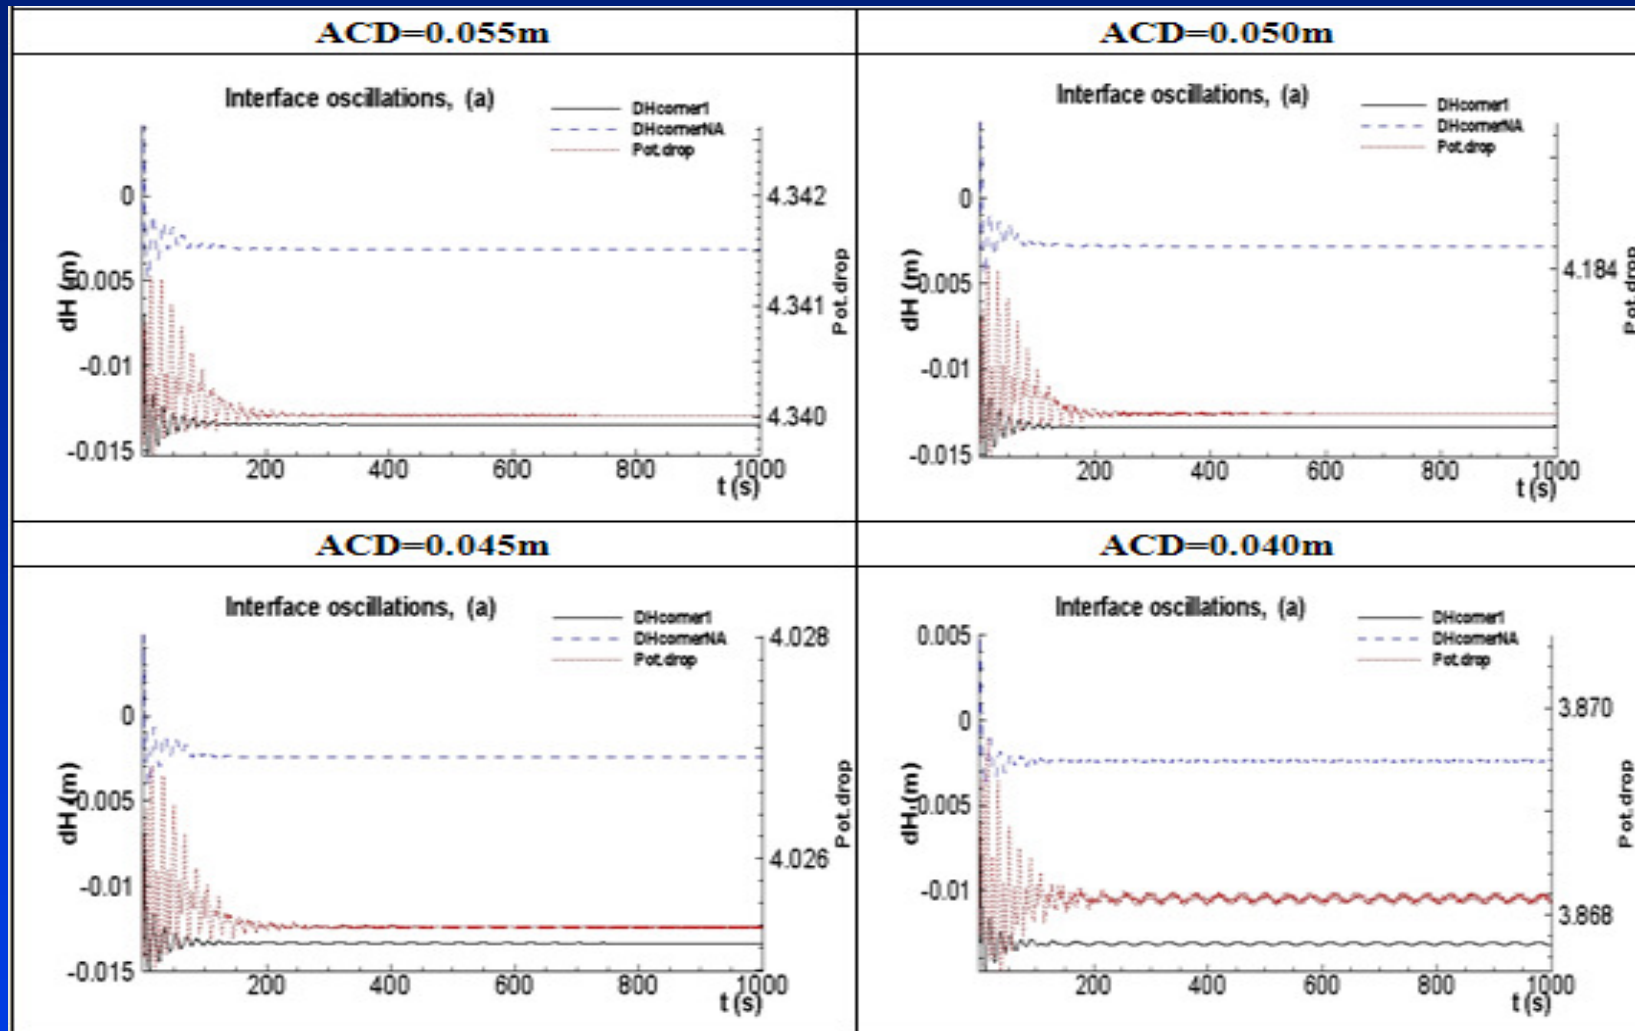 ACD=0.055m
Interface oscillations, (a)
DHcorner1
DHcornerNA
Pot.drop
0
-0.005
-0.01
-0.015
dH (m)
4.342
4.341
4.340
Pot.drop
200 400 600 800 1000
t (s)
ACD=0.050m
Interface oscillations, (a)
DHcorner1
DHcornerNA
Pot.drop
0
-0.005
-0.01
-0.015
dH (m)
4.184
Pot.drop
200 400 600 800 1000
t (s)
ACD=0.045m
Interface oscillations, (a)
DHcorner1
DHcornerNA
Pot.drop
0
-0.005
-0.01
-0.015
dH (m)
4.028
4.026
Pot.drop
200 400 600 800 1000
t (s)
ACD=0.040m
Interface oscillations, (a)
DHcorner1
DHcornerNA
Pot.drop
0.005
0
-0.005
-0.01
dH (m)
3.870
3.868
Pot.drop
200 400 600 800 1000
t (s)